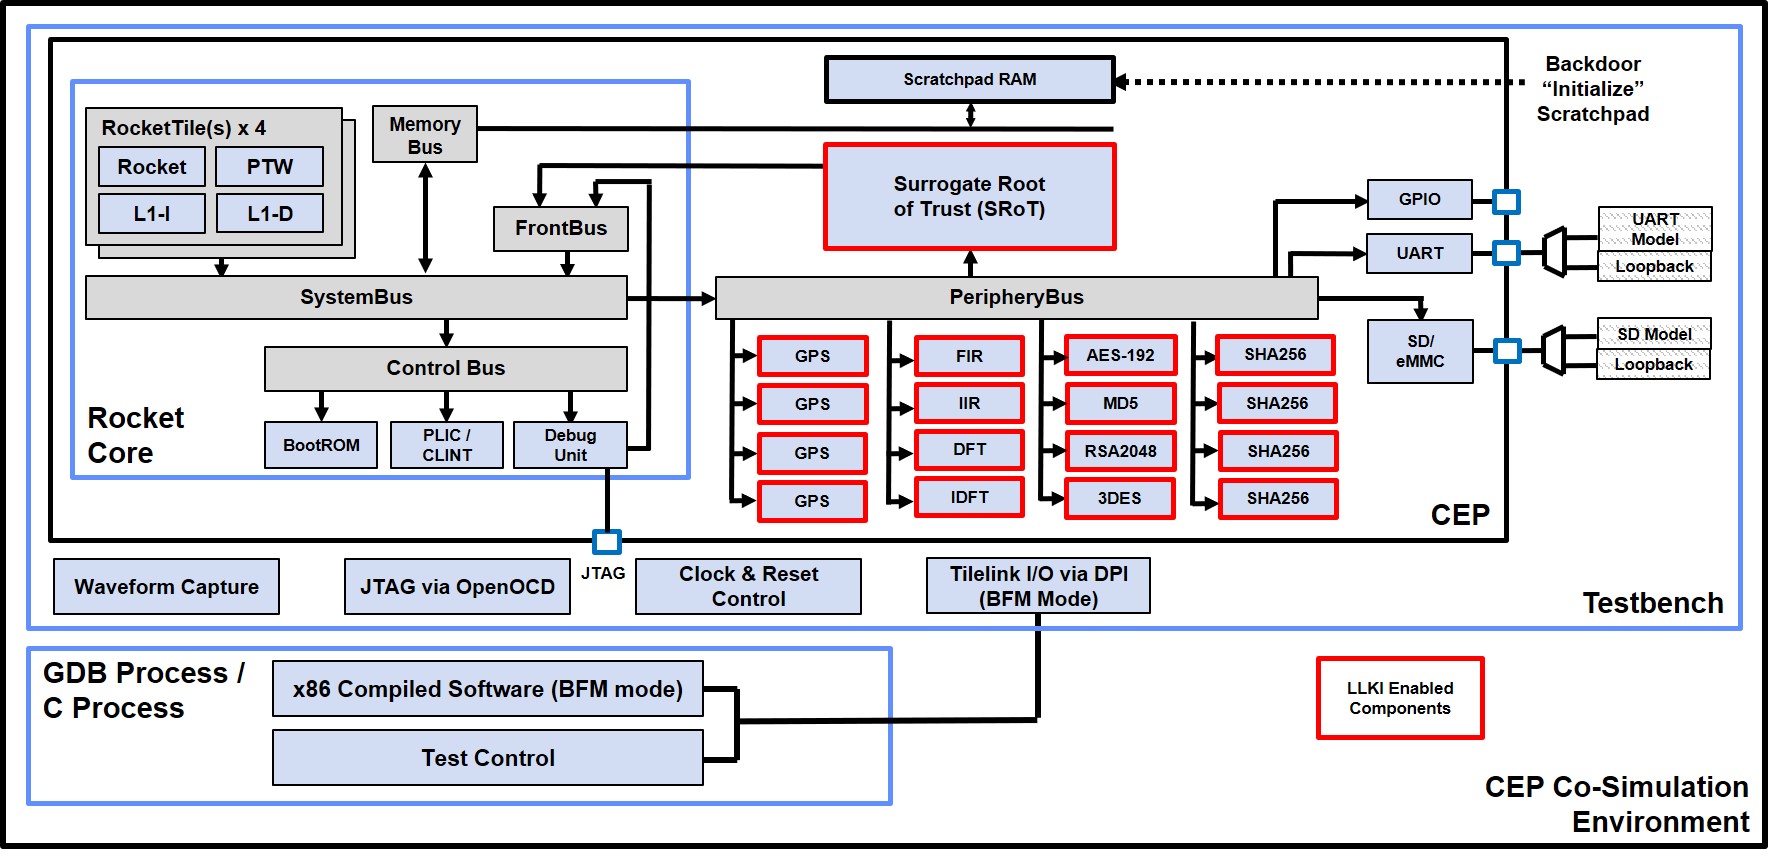 Scratchpad RAM
Backdoor
“Initialize”
Scratchpad
RocketTile(s) x 4
Rocket
PTW
L1-I
L1-D
Memory
Bus
FrontBus
Surrogate Root
of Trust (SRoT)
GPIO
UART
UART
Model
Loopback
SystemBus
PeripheryBus
SD/
eMMC
SD Model
Loopback
Control Bus
BootROM
PLIC /
CLINT
Debug
Unit
Rocket
Core
GPS
GPS
GPS
GPS
FIR
IIR
DFT
IDFT
AES-192
MD5
RSA2048
3DES
SHA256
SHA256
SHA256
SHA256
CEP
Waveform Capture
JTAG via OpenOCD
JTAG
Clock & Reset
Control
Tilelink I/O via DPI
(BFM Mode)
Testbench
GDB Process /
C Process
x86 Compiled Software (BFM mode)
Test Control
LLKI Enabled
Components
CEP Co-Simulation
Environment